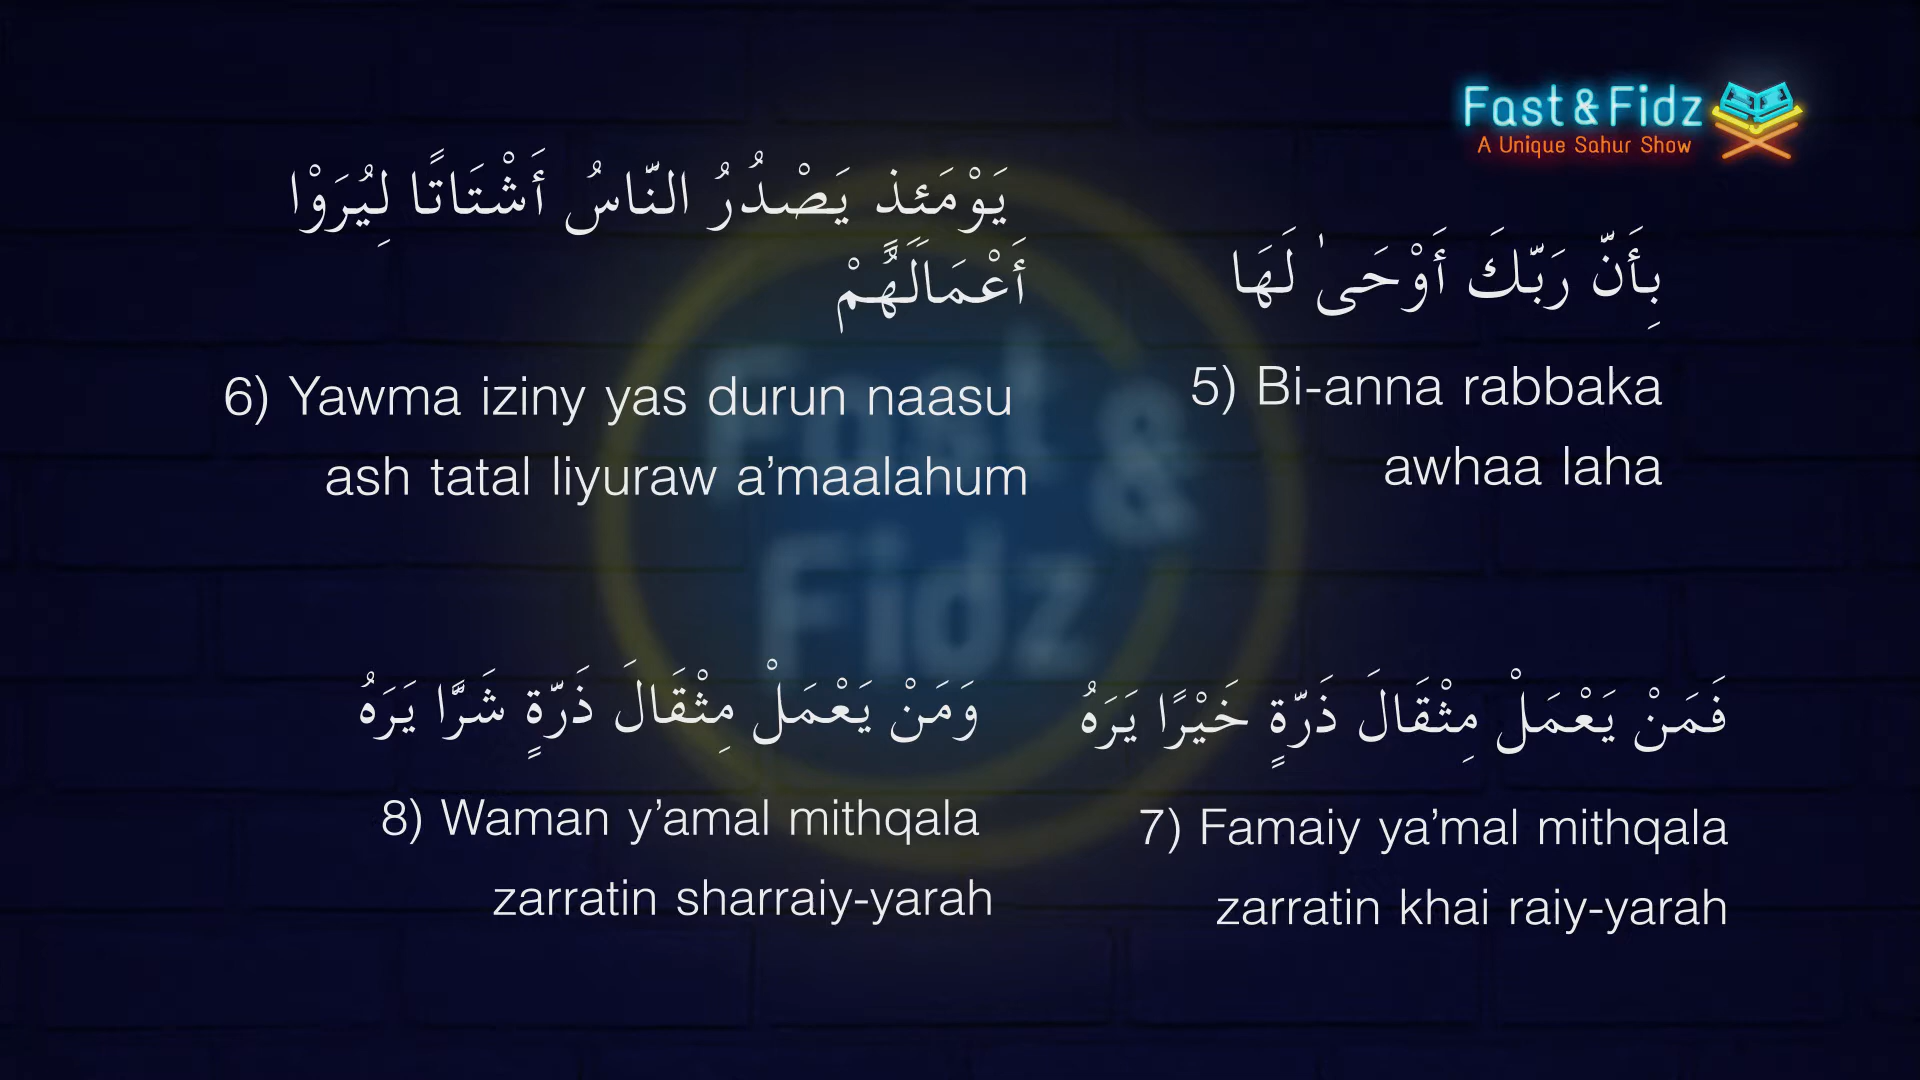 Fast & Fidz
A Unique Sahur Show
بِأَنَّ رَبَّكَ أَوْحَىٰ لَهَا
5) Bi-anna rabbaka
awhaa laha
يَوْمَئِذٍ يَصْدُرُ النَّاسُ أَشْتَاتًا لِيُرَوْا
أَعْمَالَهُمْ
6) Yawma iziny yas durun naasu
ash tatal liyuraw a’maalahum
فَمَنْ يَعْمَلْ مِثْقَالَ ذَرَّةٍ خَيْرًا يَرَهُ
7) Famaiy ya’mal mithqala
zarratin khai raiy-yarah
وَمَنْ يَعْمَلْ مِثْقَالَ ذَرَّةٍ شَرًّا يَرَهُ
8) Waman y’amal mithqala
zarratin sharraiy-yarah
Fast &
Fidz